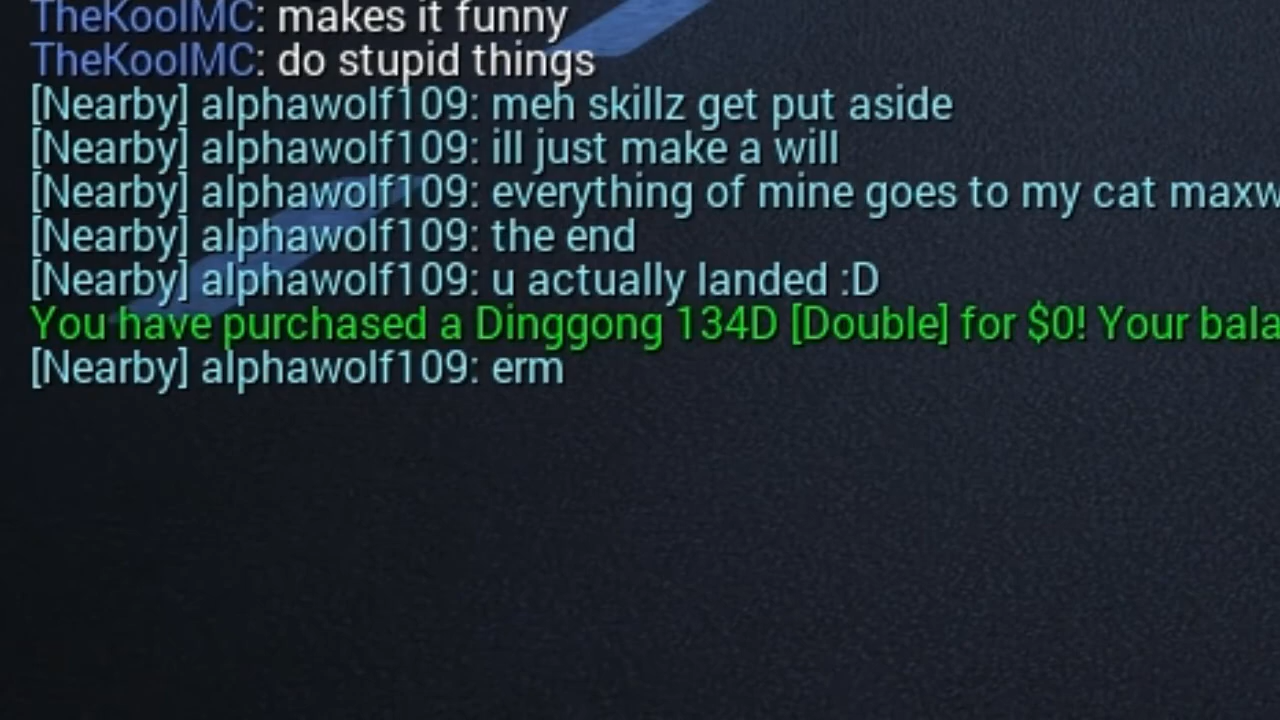 TheKoolMC: makes it funny
TheKoolMC: do stupid things
[Nearby] alphawolf109: meh skillz get put aside
[Nearby] alphawolf109: ill just make a will
[Nearby] alphawolf109: everything of mine goes to my cat maxw
[Nearby] alphawolf109: the end
[Nearby] alphawolf109: u actually landed :D
You have purchased a Dinggong 134D [Double] for $0! Your bala
[Nearby] alphawolf109: erm